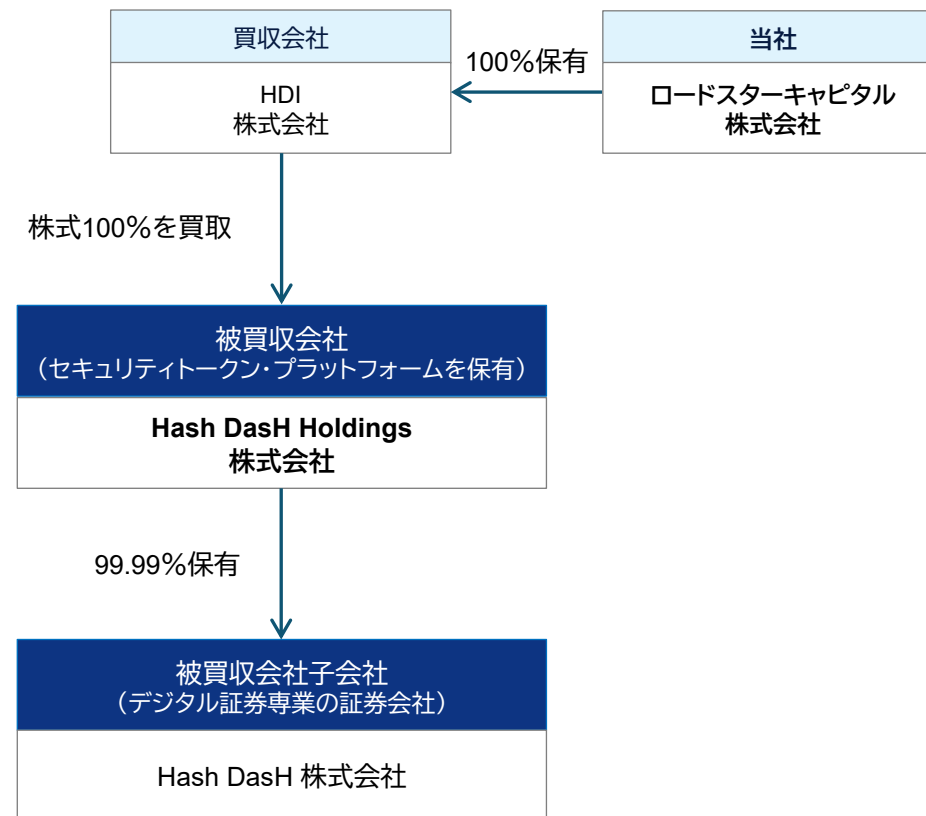 買収会社
HDI
株式会社
100%保有
当社
ロードスターキャピタル
株式会社
株式100%を買取
被買収会社
（セキュリティトークン・プラットフォームを保有）
Hash DasH Holdings
株式会社
99.99%保有
被買収会社子会社
（デジタル証券専業の証券会社）
Hash DasH 株式会社